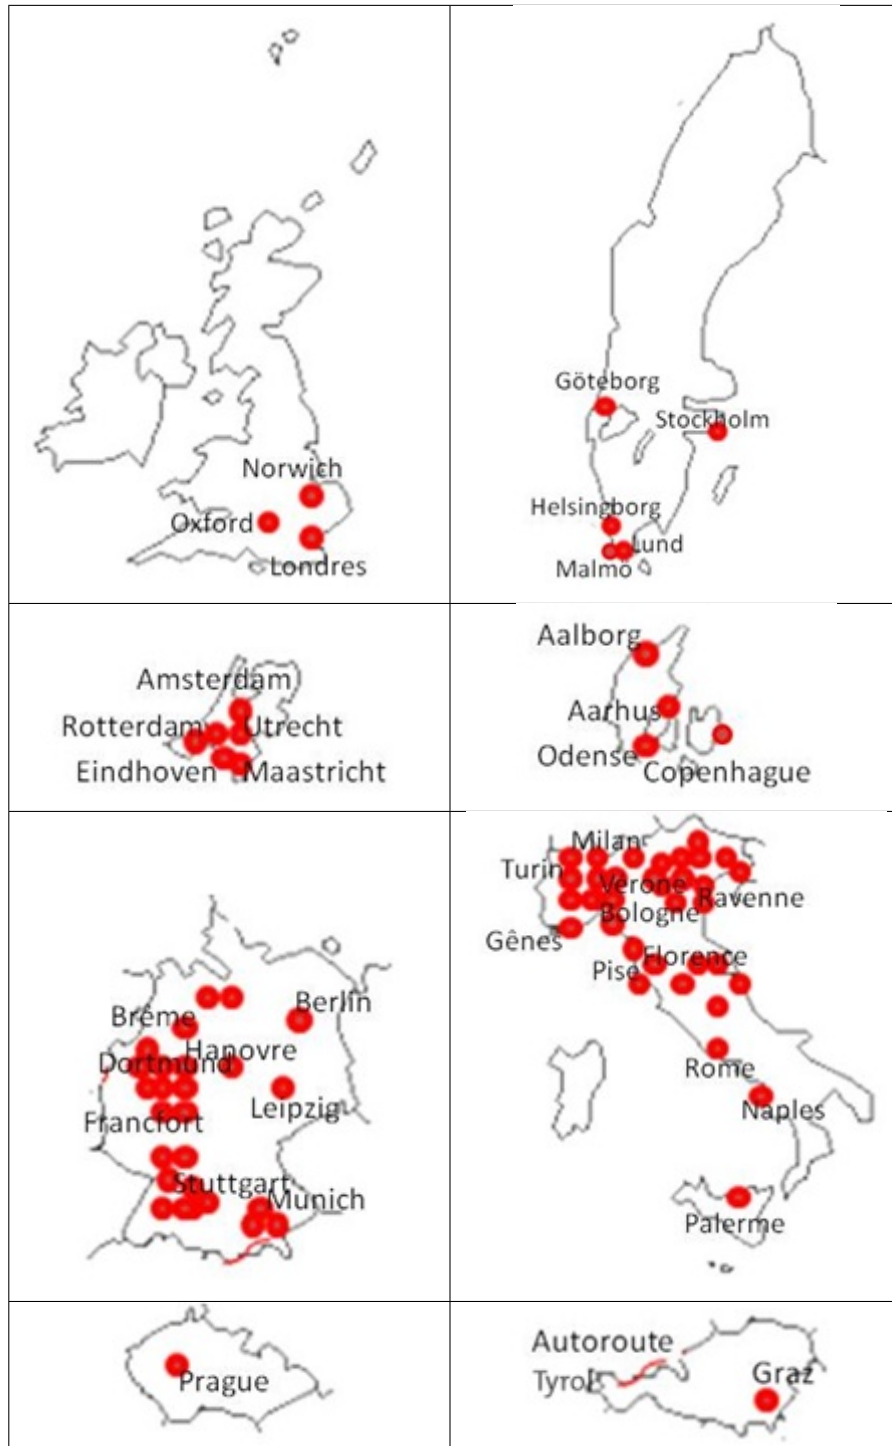 Norwich
Oxford
Londres
Göteborg
Stockholm
Helsingborg
Lund
Malmo
Amsterdam
Rotterdam
Utrecht
Eindhoven
Maastricht
Aalborg
Aarhus
Odense
Copenhague
Berlin
Brême
Hanovre
Dortmund
Leipzig
Francfort
Stuttgart
Munich
Milan
Turin
Vérone
Ravenne
Bologne
Gênes
Florence
Pise
Rome
Naples
Palerme
Prague
Autoroute
Tyrol
Graz